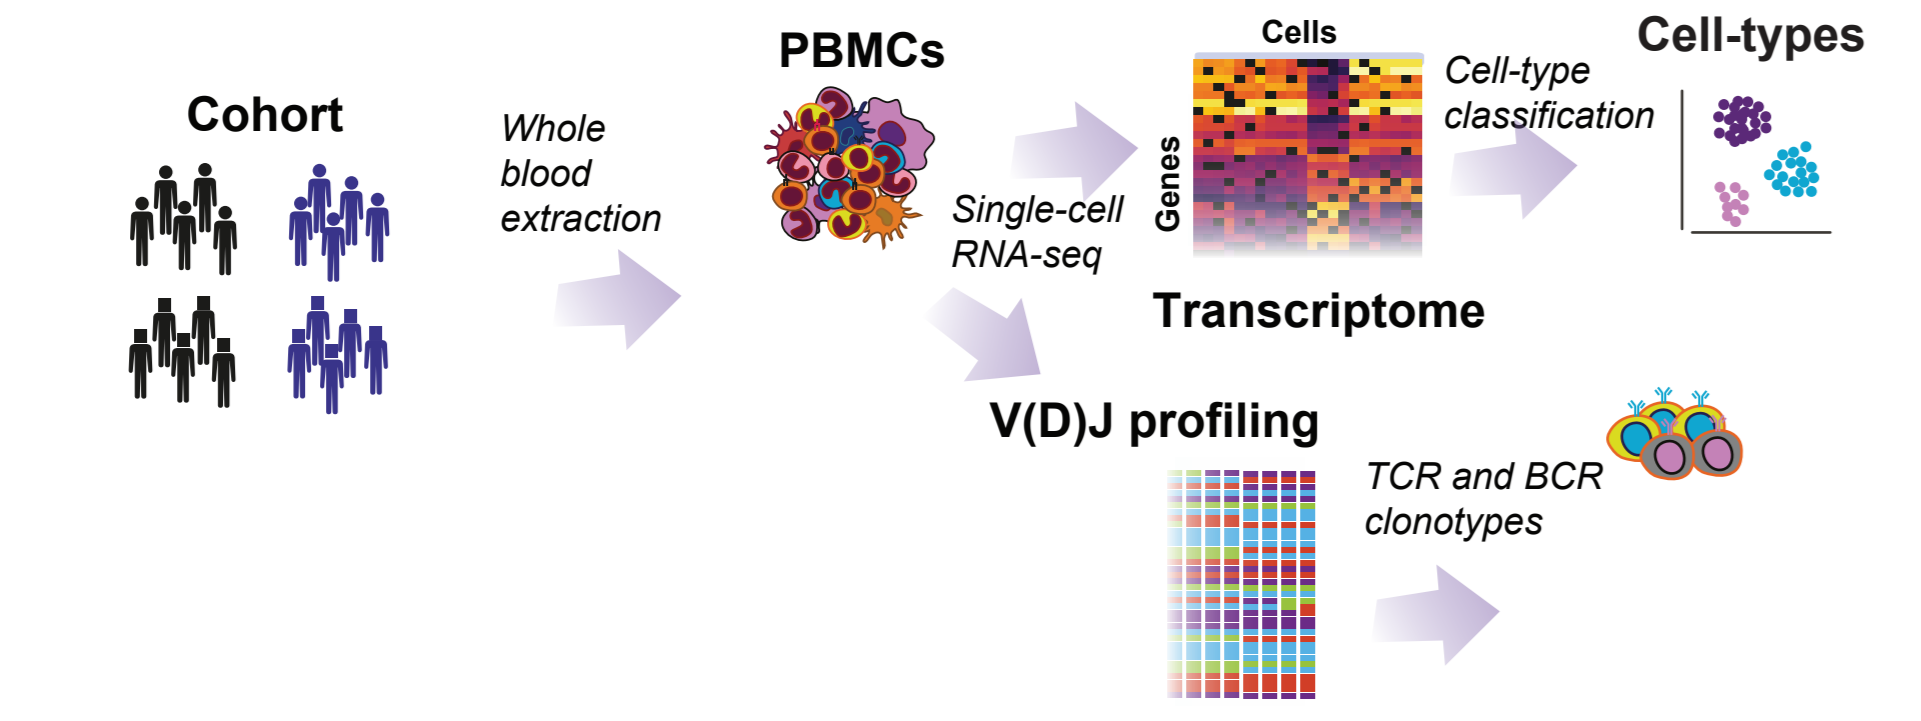 Cohort
Whole
blood
extraction
PBMCs
Single-cell
RNA-seq
Cells
Genes
Transcriptome
Cell-type
classification
Cell-types
V(D)J profiling
TCR and BCR
clonotypes